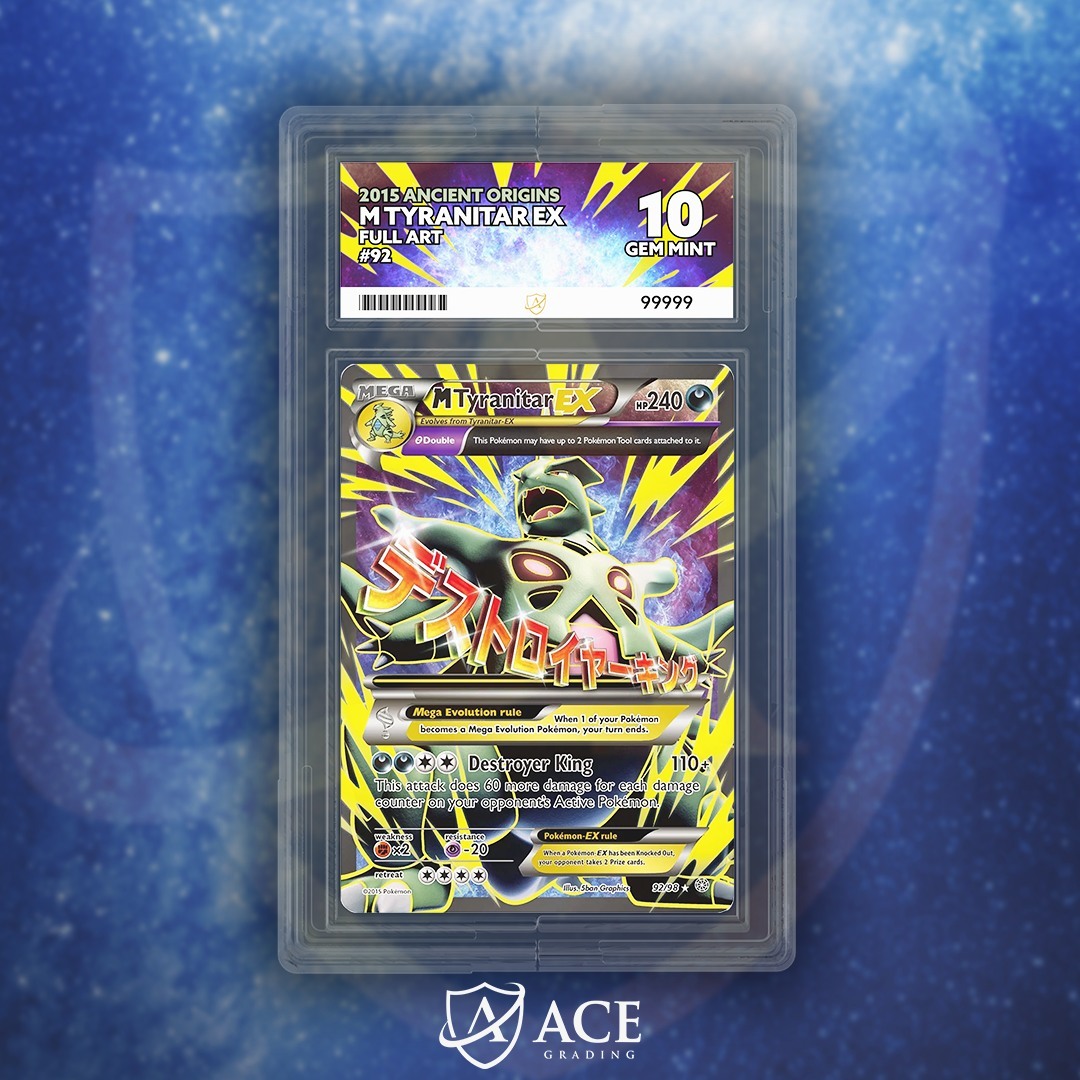 2015 ANCIENT ORIGINS
M TYRANITAR EX
FULL ART
#92
10
GEM MINT
99999
MEGA
M Tyranitar EX
HP240
Evolves from Tyranitar-EX
θ Double
This Pokémon may have up to 2 Pokémon Tool cards attached to it.
デストロイヤーキング
Mega Evolution rule
When 1 of your Pokémon
becomes a Mega Evolution Pokémon, your turn ends.
Destroyer King
110+
This attack does 60 more damage for each damage
counter on your opponent's Active Pokémon.
weakness
×2
resistance
-20
retreat
Pokémon-EX rule
When a Pokémon-EX has been Knocked Out,
your opponent takes 2 Prize cards.
©2015 Pokémon
Illus. 5ban Graphics
92/98 ★
A
ACE
GRADING